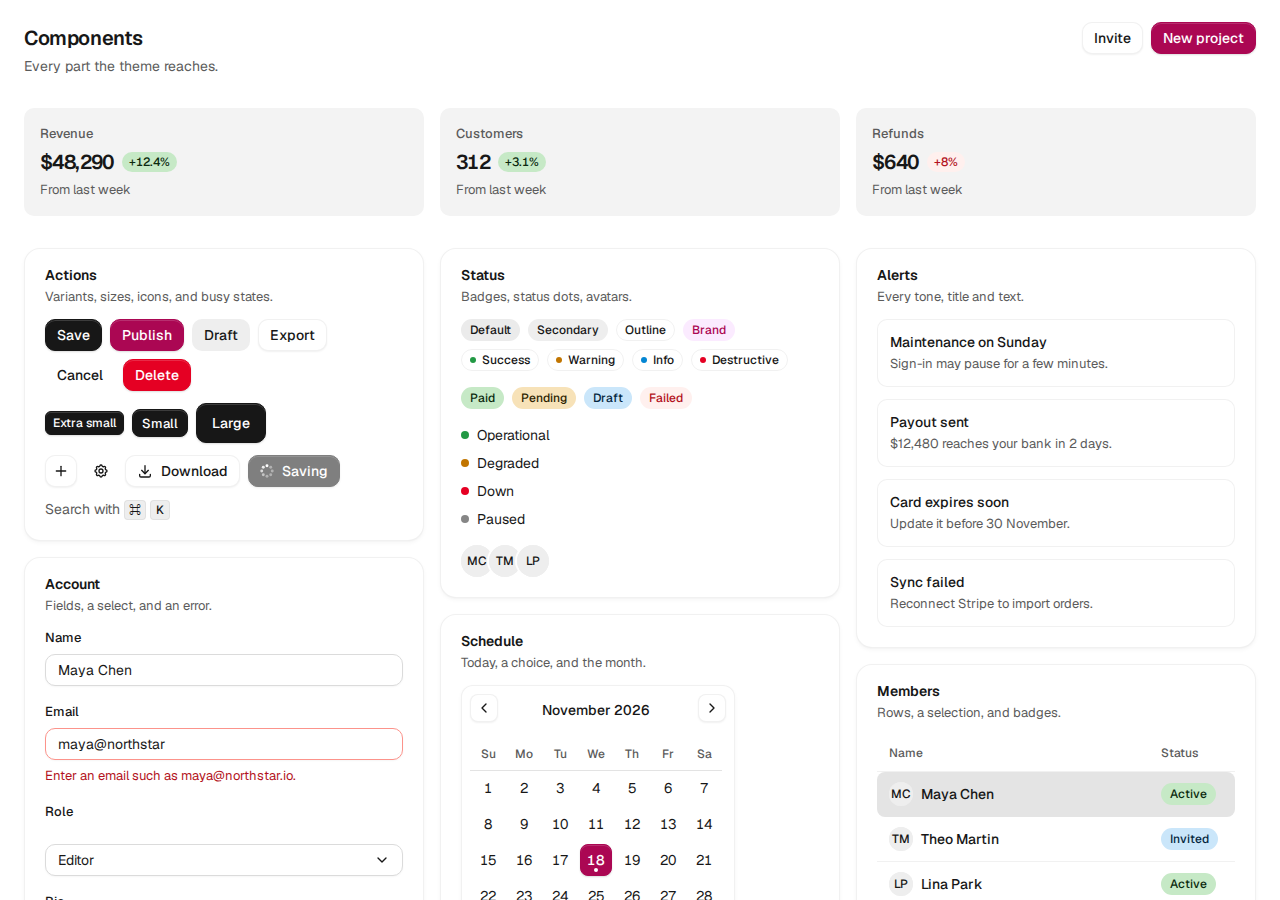 Components
Every part the theme reaches.
Invite
New project
Revenue
$48,290 +12.4%
From last week
Customers
312 +3.1%
From last week
Refunds
$640 +8%
From last week
Actions
Variants, sizes, icons, and busy states.
Save Publish Draft Export
Cancel Delete
Extra small Small Large
Download Saving
Search with ⌘ K
Account
Fields, a select, and an error.
Name
Maya Chen
Email
maya@northstar
Enter an email such as maya@northstar.io.
Role
Editor
Status
Badges, status dots, avatars.
Default Secondary Outline Brand
Success Warning Info Destructive
Paid Pending Draft Failed
Operational
Degraded
Down
Paused
MC TM LP
Schedule
Today, a choice, and the month.
November 2026
Su Mo Tu We Th Fr Sa
1 2 3 4 5 6 7
8 9 10 11 12 13 14
15 16 17 18 19 20 21
22 23 24 25 26 27 28
Alerts
Every tone, title and text.
Maintenance on Sunday
Sign-in may pause for a few minutes.
Payout sent
$12,480 reaches your bank in 2 days.
Card expires soon
Update it before 30 November.
Sync failed
Reconnect Stripe to import orders.
Members
Rows, a selection, and badges.
Name Status
MC Maya Chen Active
TM Theo Martin Invited
LP Lina Park Active